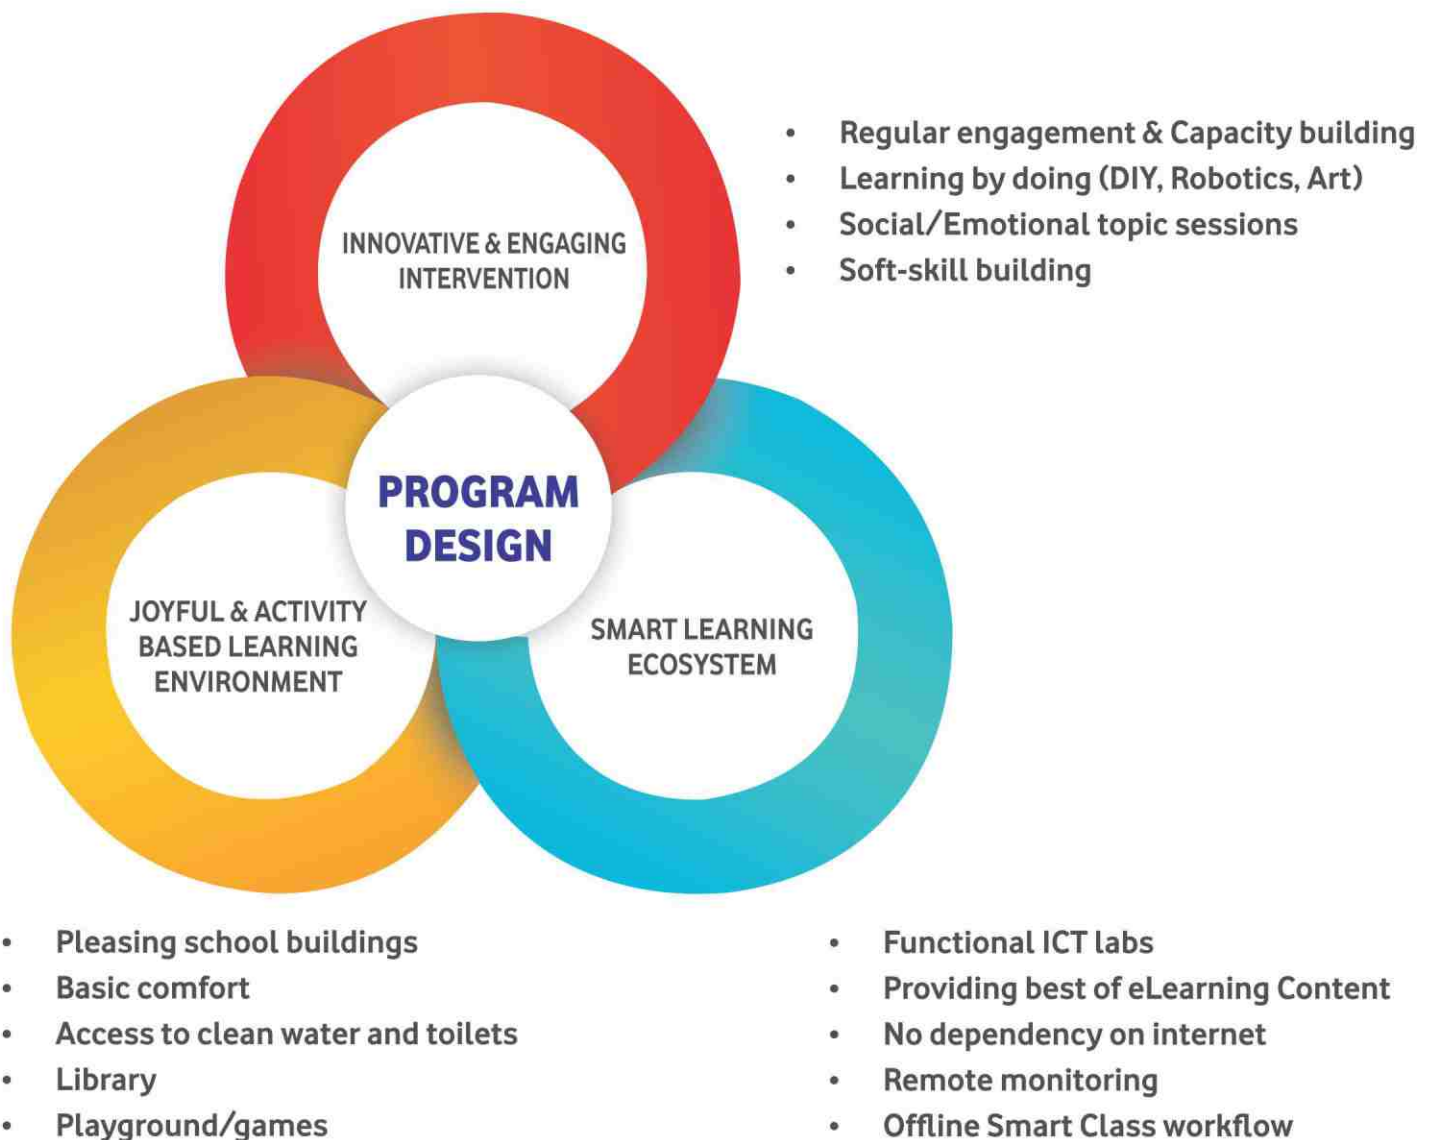 INNOVATIVE & ENGAGING
INTERVENTION
• Regular engagement & Capacity building
• Learning by doing (DIY, Robotics, Art)
• Social/Emotional topic sessions
• Soft-skill building
PROGRAM
DESIGN
JOYFUL & ACTIVITY
BASED LEARNING
ENVIRONMENT
SMART LEARNING
ECOSYSTEM
• Pleasing school buildings
• Basic comfort
• Access to clean water and toilets
• Library
• Playground/games
• Functional ICT labs
• Providing best of eLearning Content
• No dependency on internet
• Remote monitoring
• Offline Smart Class workflow